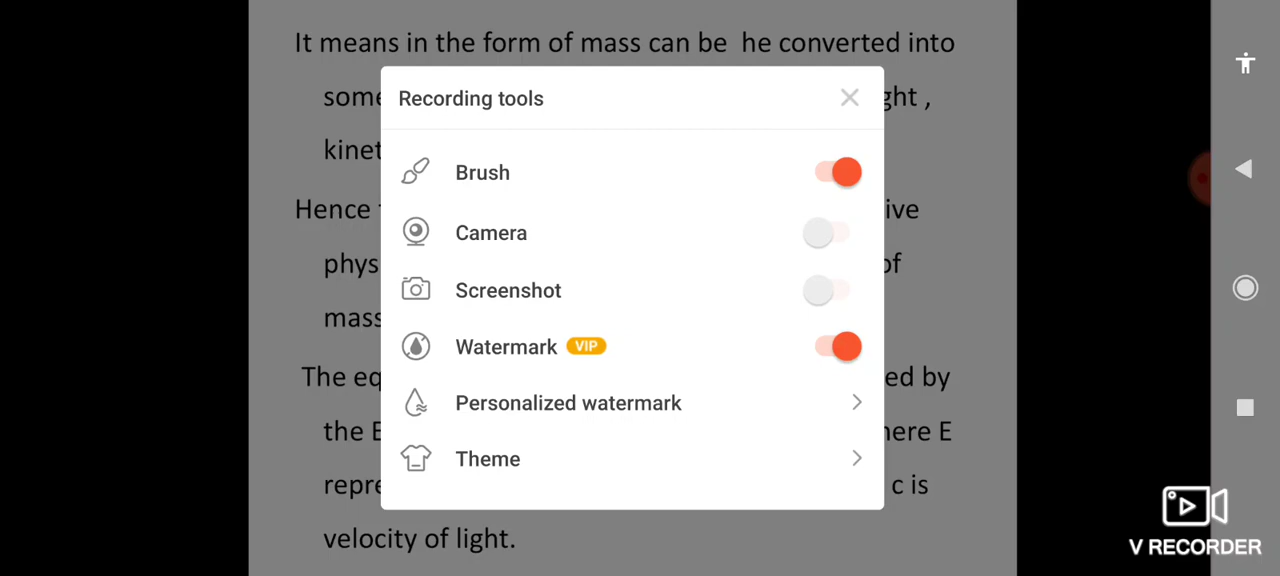 It means in the form of mass can be he converted into
some ght ,
kinet
Hence ive
phys of
mass
The eq ed by
the E here E
repre c is
velocity of light.
Recording tools
Brush
Camera
Screenshot
Watermark VIP
Personalized watermark
Theme
V RECORDER